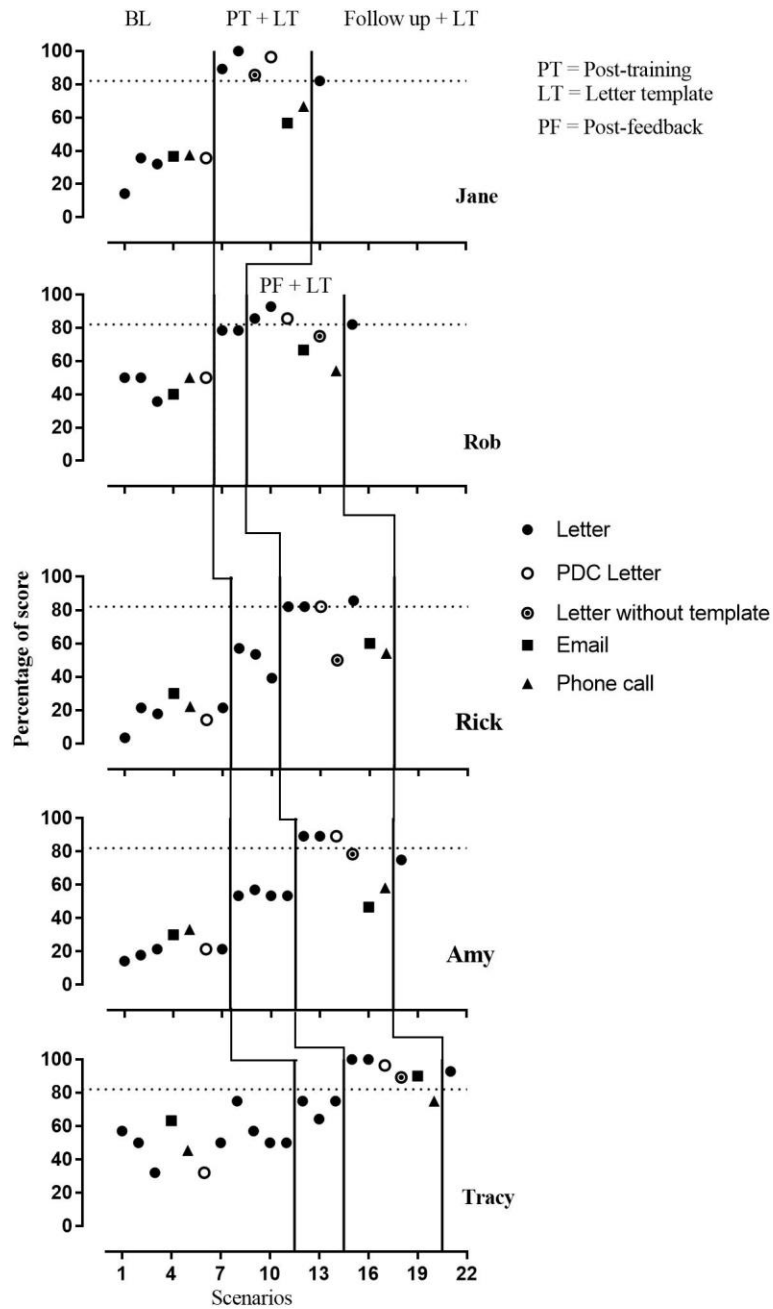 BL PT + LT Follow up + LT
PT = Post-training
LT = Letter template
PF = Post-feedback
100
80
60
40
20
0
Jane
PF + LT
100
80
60
40
20
0
Rob
Percentage of score
100
80
60
40
20
0
Rick
Letter
PDC Letter
Letter without template
Email
Phone call
100
80
60
40
20
0
Amy
100
80
60
40
20
0
Tracy
1 4 7 10 13 16 19 22
Scenarios